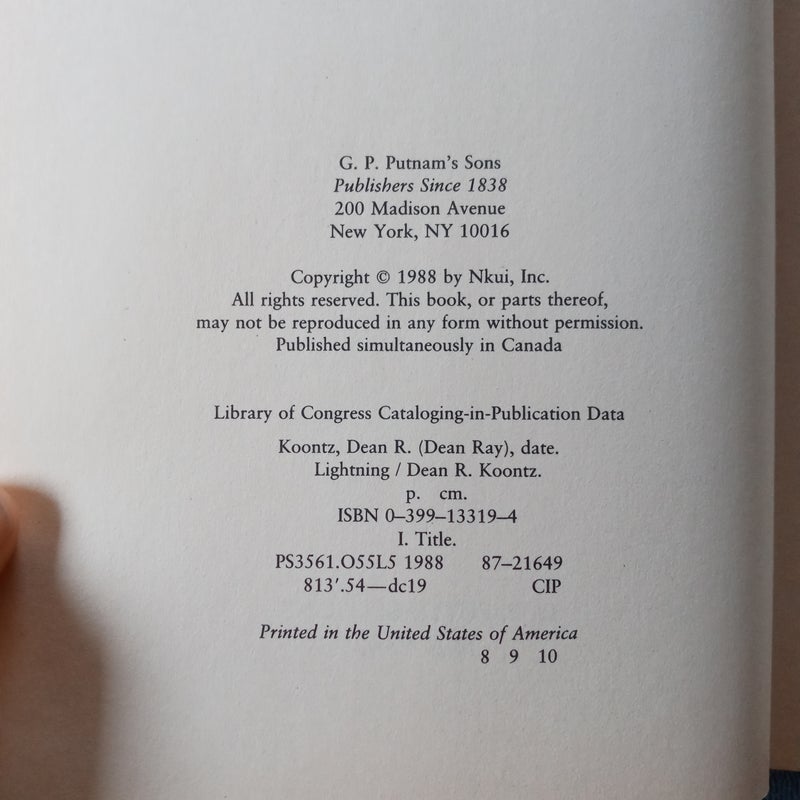 G. P. Putnam's Sons
Publishers Since 1838
200 Madison Avenue
New York, NY 10016
Copyright © 1988 by Nkui, Inc.
All rights reserved. This book, or parts thereof,
may not be reproduced in any form without permission.
Published simultaneously in Canada
Library of Congress Cataloging-in-Publication Data
Koontz, Dean R. (Dean Ray), date.
Lightning / Dean R. Koontz.
p. cm.
ISBN 0–399–13319–4
I. Title.
PS3561.O55L5 1988 87–21649
813′.54—dc19 CIP
Printed in the United States of America
8 9 10